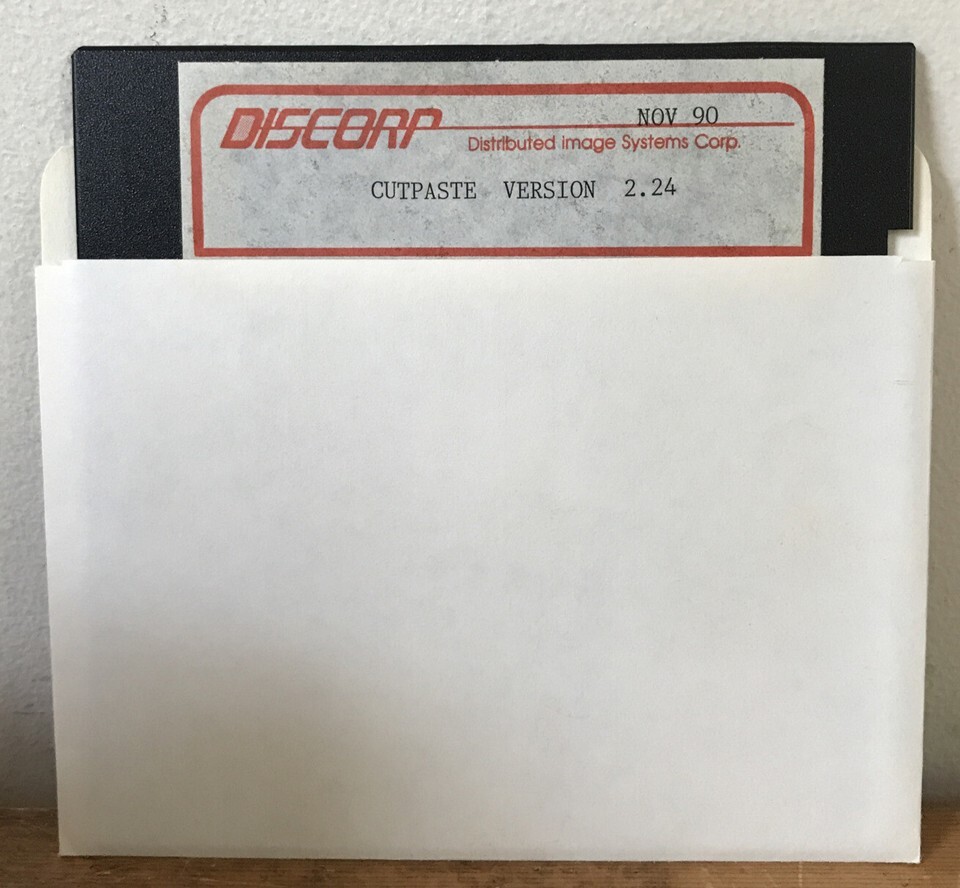 DISCORP NOV 90
Distributed Image Systems Corp.
CUTPASTE VERSION 2.24